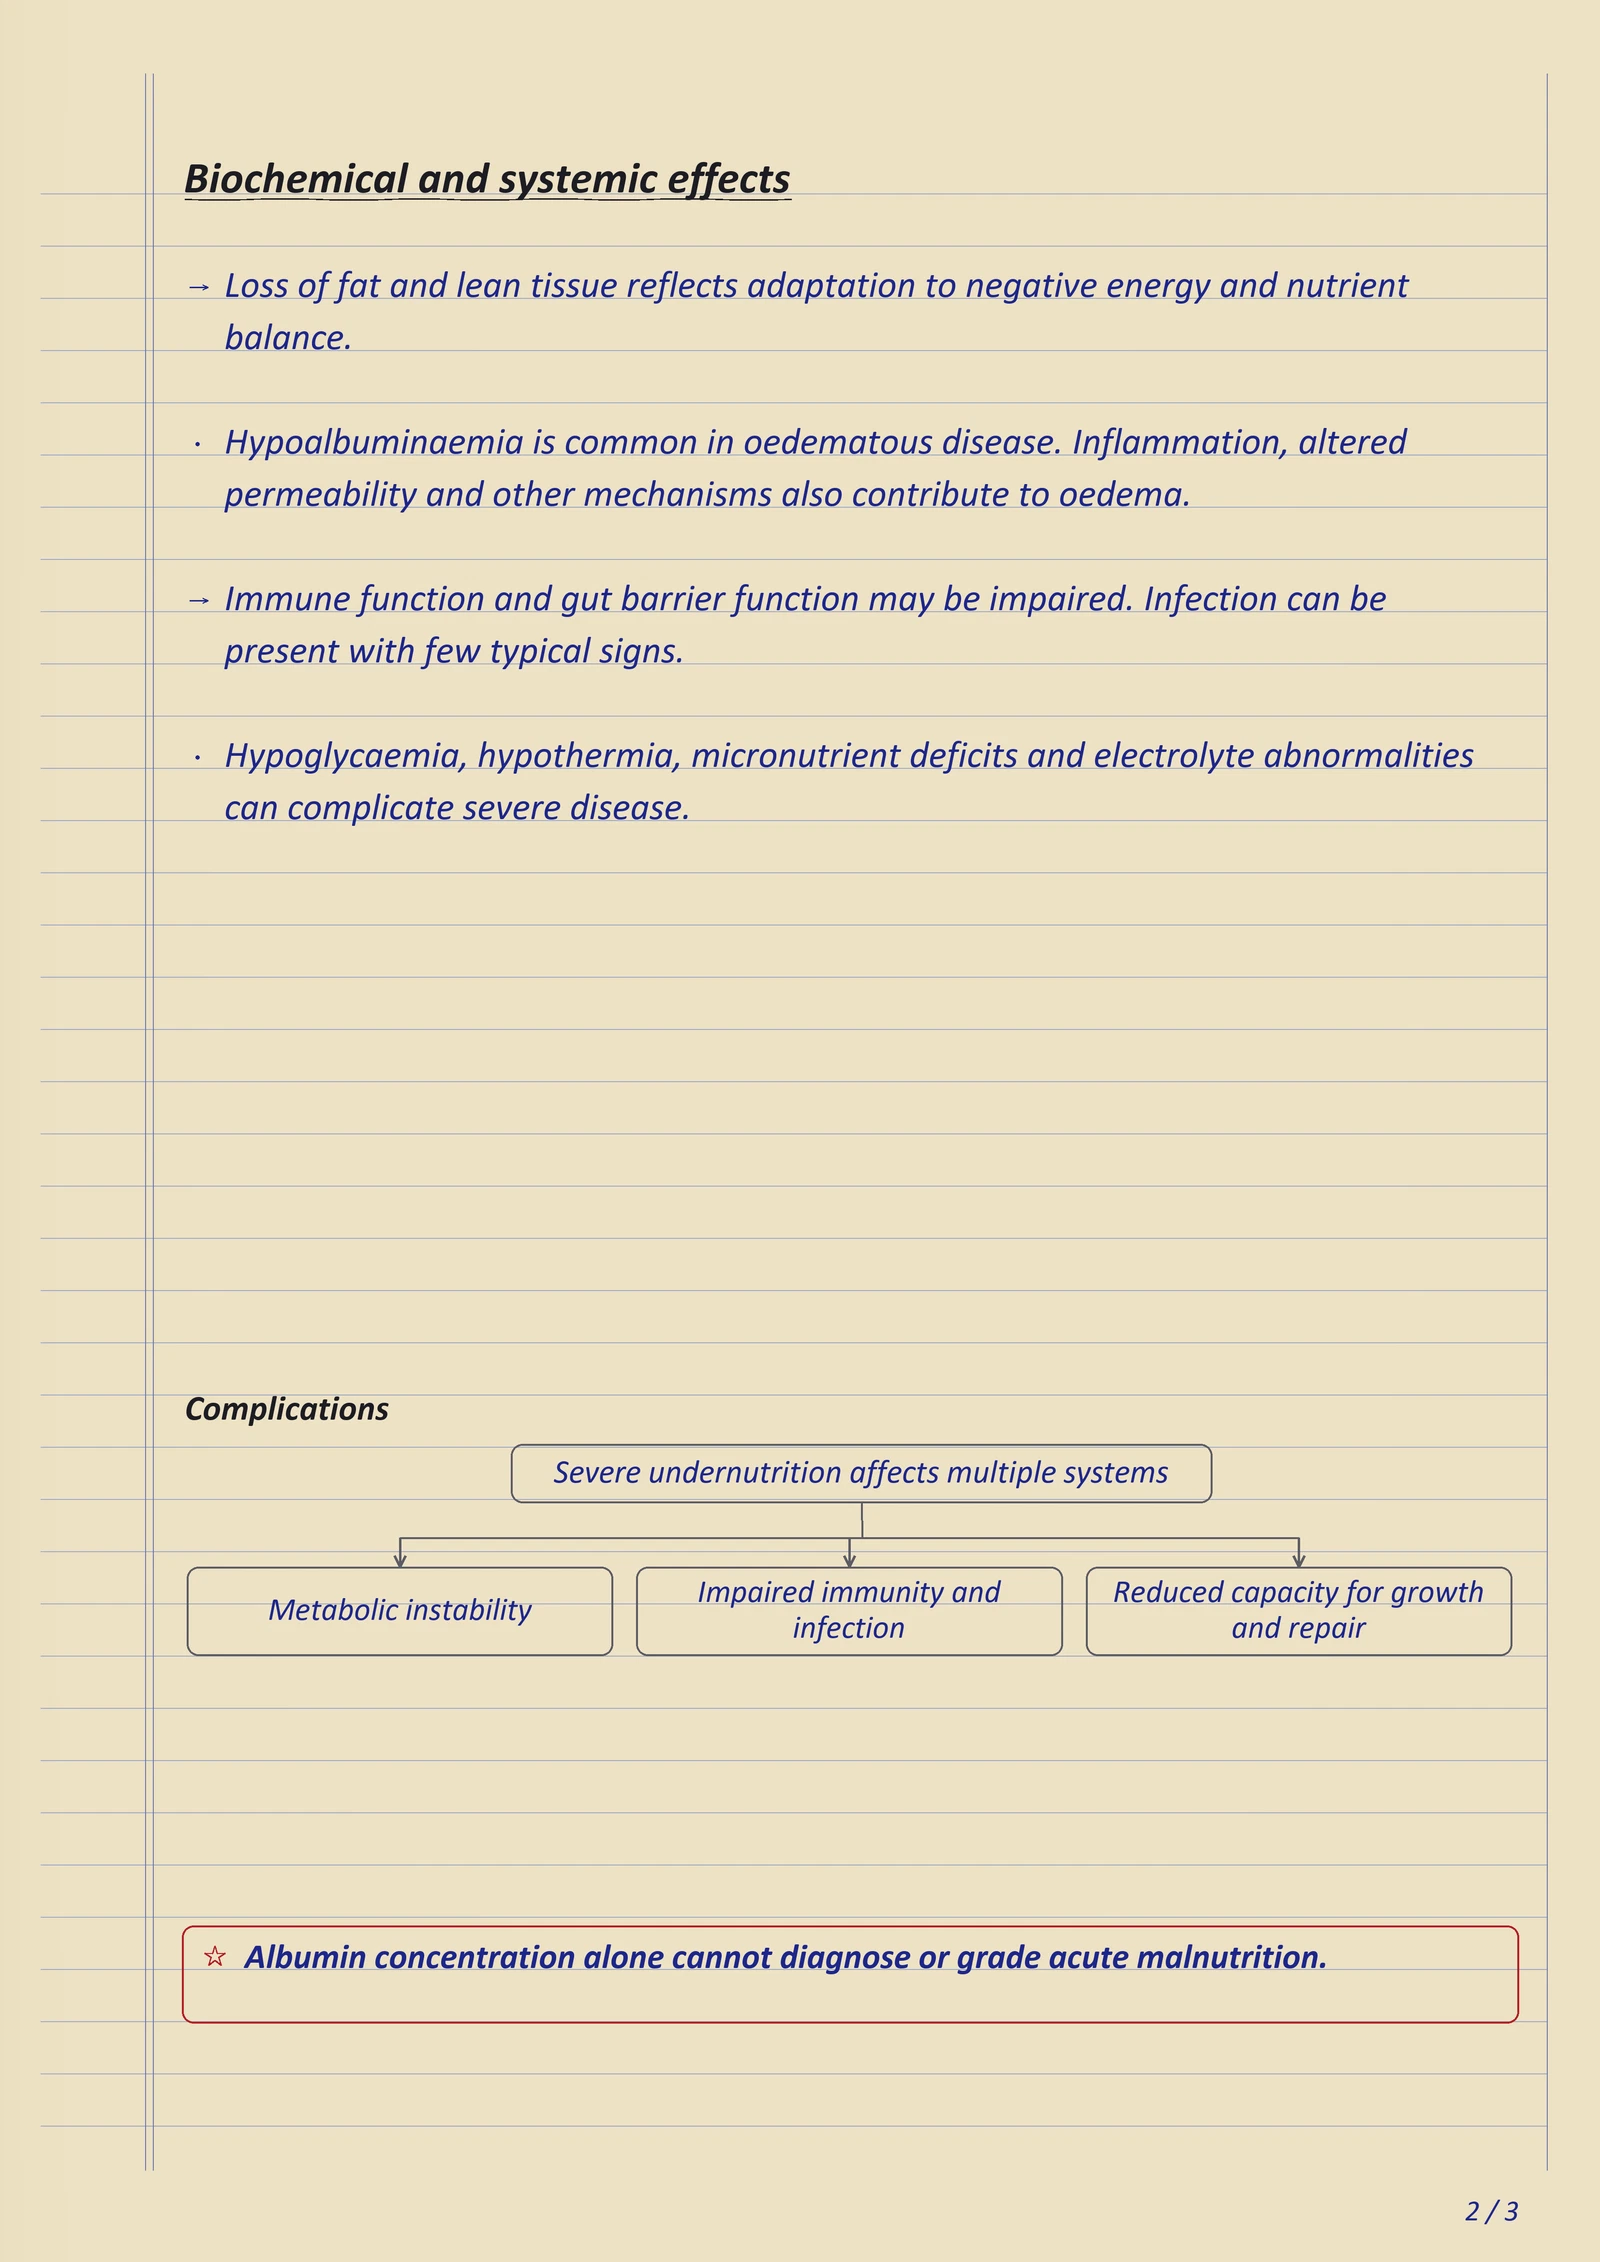 Biochemical and systemic effects
→ Loss of fat and lean tissue reflects adaptation to negative energy and nutrient
balance.
· Hypoalbuminaemia is common in oedematous disease. Inflammation, altered
permeability and other mechanisms also contribute to oedema.
→ Immune function and gut barrier function may be impaired. Infection can be
present with few typical signs.
· Hypoglycaemia, hypothermia, micronutrient deficits and electrolyte abnormalities
can complicate severe disease.
Complications
Severe undernutrition affects multiple systems
Metabolic instability
Impaired immunity and
infection
Reduced capacity for growth
and repair
☆ Albumin concentration alone cannot diagnose or grade acute malnutrition.
2 / 3